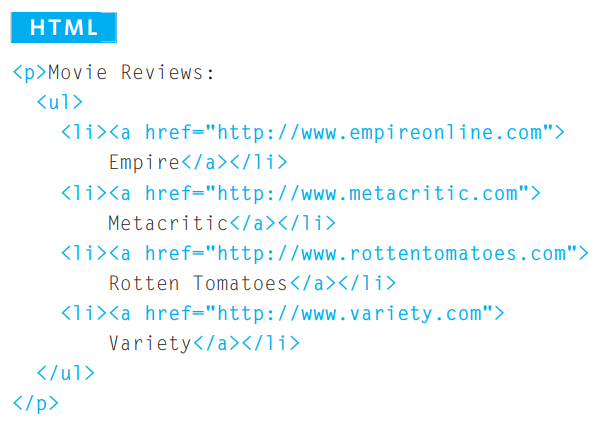 HTML
<p>Movie Reviews:
<ul>
<li><a href="http://www.empireonline.com">
Empire</a></li>
<li><a href="http://www.metacritic.com">
Metacritic</a></li>
<li><a href="http://www.rottentomatoes.com">
Rotten Tomatoes</a></li>
<li><a href="http://www.variety.com">
Variety</a></li>
</ul>
</p>